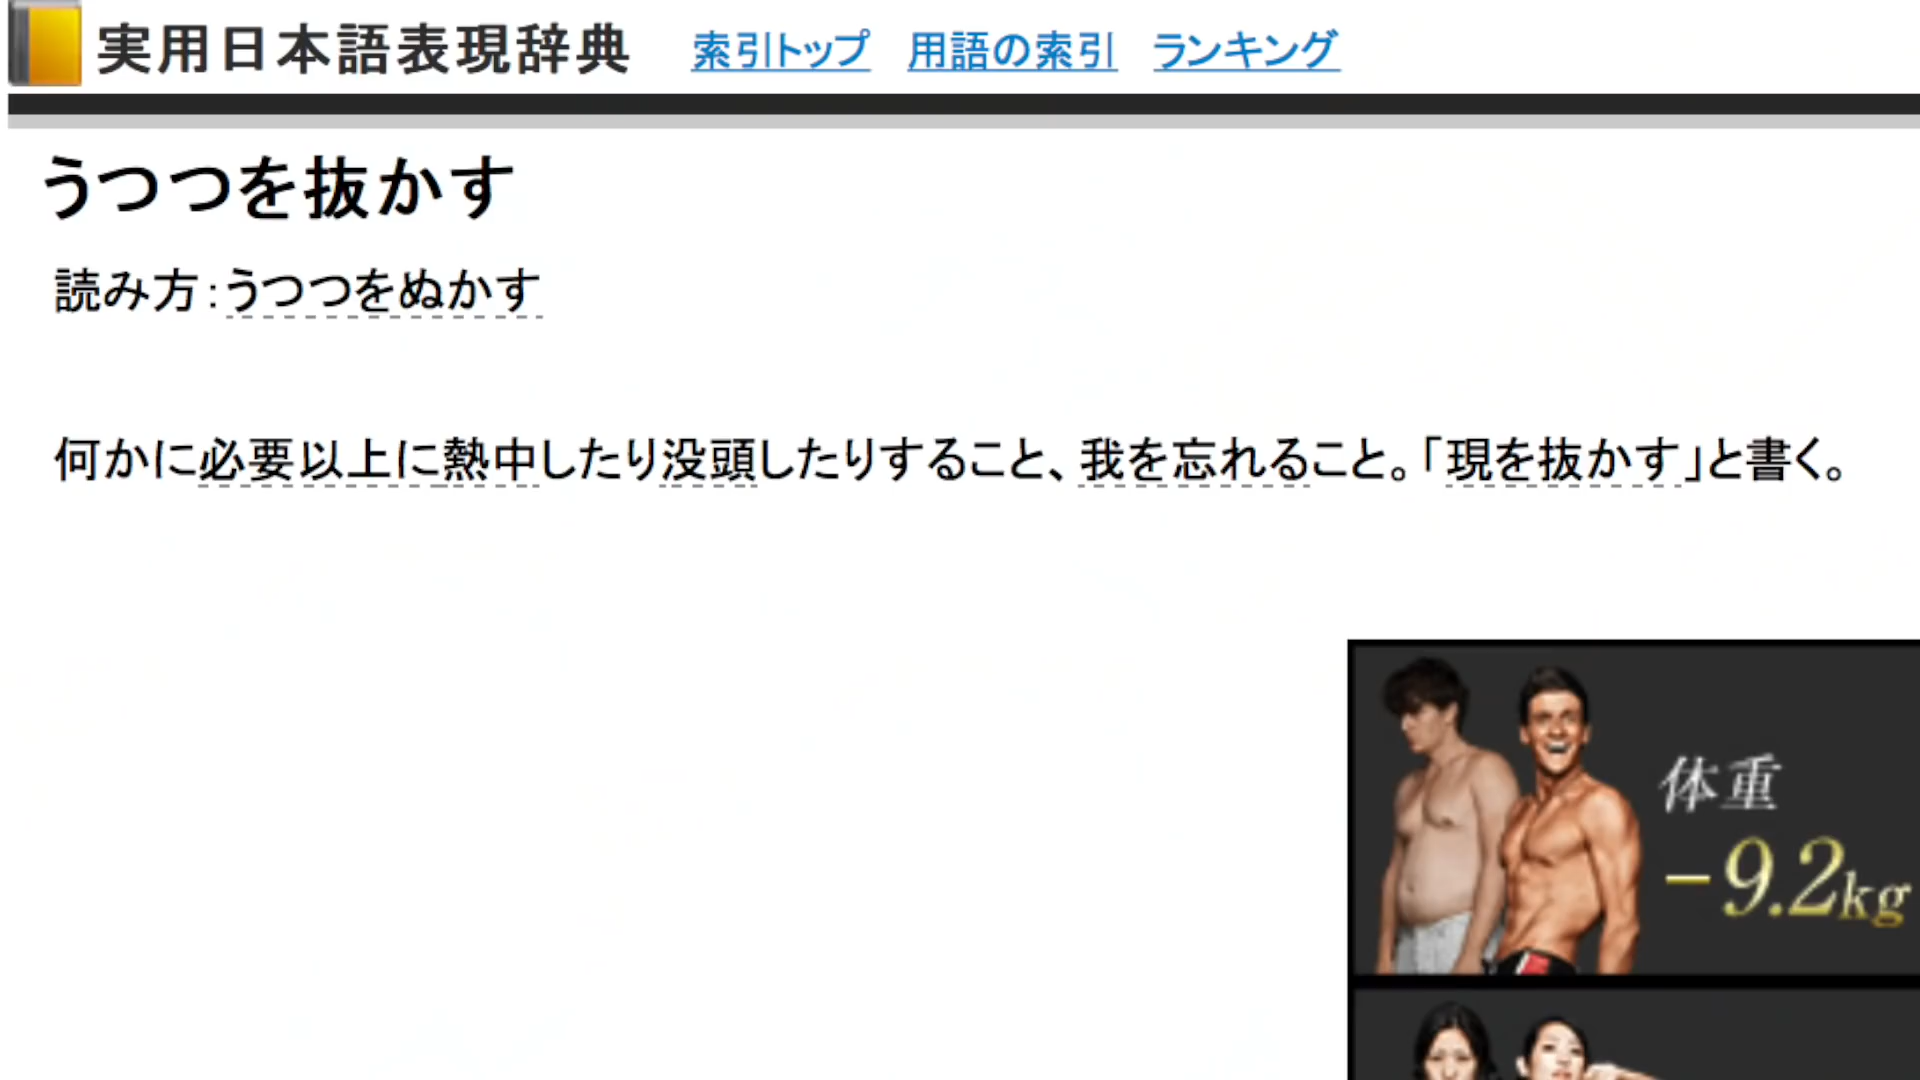 実用日本語表現辞典 索引トップ 用語の索引 ランキング
うつつを抜かす
読み方：うつつをぬかす
何かに必要以上に熱中したり没頭したりすること、我を忘れること。「現を抜かす」と書く。
体重
-9.2kg